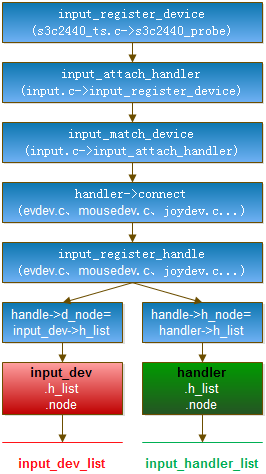 input_register_device
(s3c2440_ts.c->s3c2440_probe)
input_attach_handler
(input.c->input_register_device)
input_match_device
(input.c->input_attach_handler)
handler->connect
(evdev.c、mousedev.c、joydev.c...)
input_register_handle
(evdev.c、mousedev.c、joydev.c...)
handle->d_node=
input_dev->h_list
handle->h_node=
handler->h_list
input_dev
.h_list
.node
handler
.h_list
.node
input_dev_list
input_handler_list